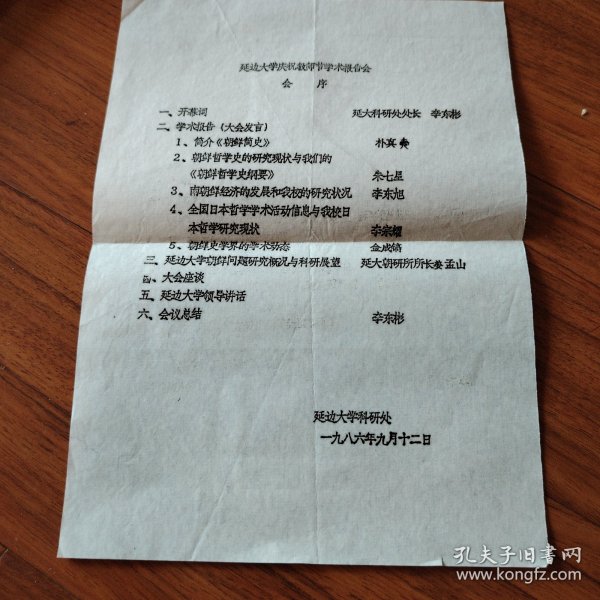 延边大学庆祝教师节学术报告会
会 序
一、开幕词 延大科研处处长 辛东彬
二、学术报告(大会发言)
1、简介《朝鲜简史》 朴真奭
2、朝鲜哲学史的研究现状与我们的
《朝鲜哲学史纲要》 朱七星
3、南朝鲜经济的发展和我校的研究状况 李东旭
4、全国日本哲学学术活动信息与我校日
本哲学研究现状 李宗耀
5、朝鲜史学界的学术动态 金成镐
三、延边大学朝鲜问题研究概况与科研展望 延大朝研所所长姜孟山
四、大会座谈
五、延边大学领导讲话
六、会议总结 辛东彬
延边大学科研处
一九八六年九月十二日
孔夫子旧书网
www.kongfz.com